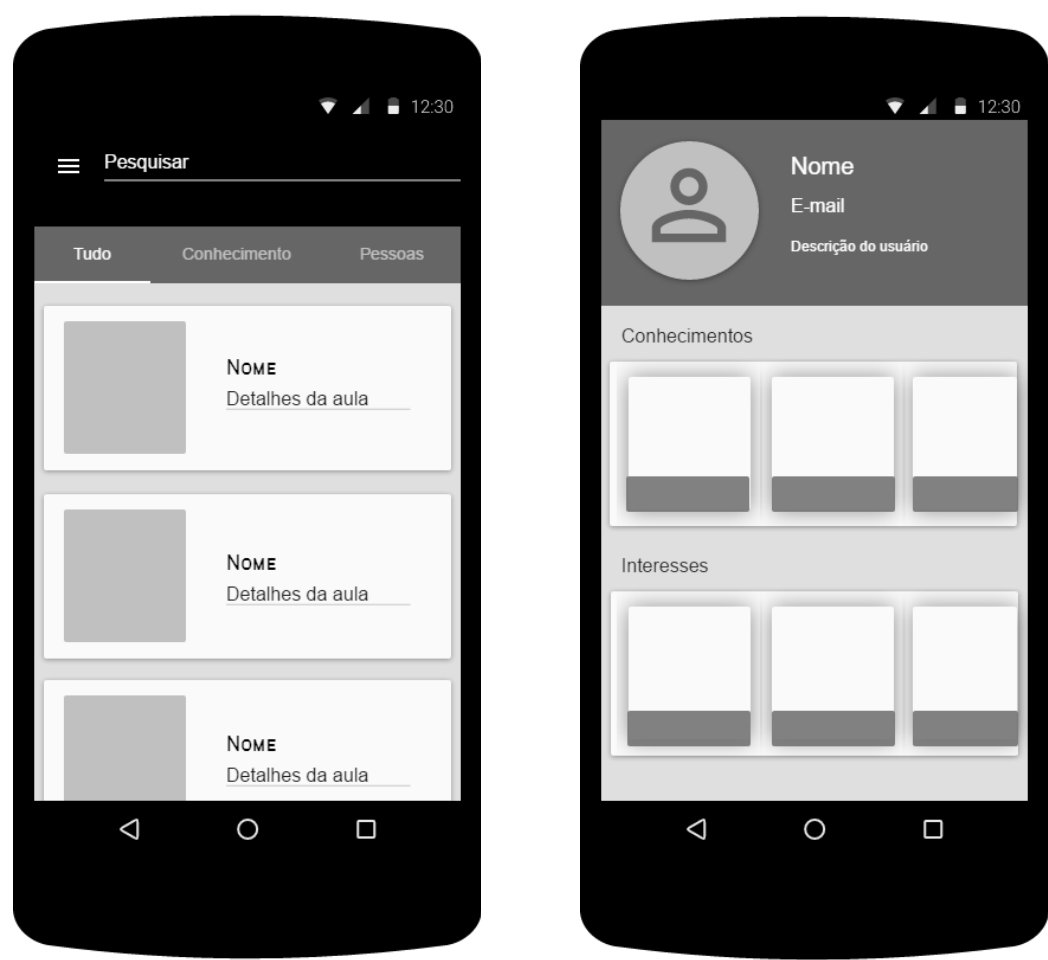 12:30
Pesquisar
Tudo Conhecimento Pessoas
Nome
Detalhes da aula
Nome
Detalhes da aula
Nome
Detalhes da aula
12:30
Nome
E-mail
Descrição do usuário
Conhecimentos
Interesses